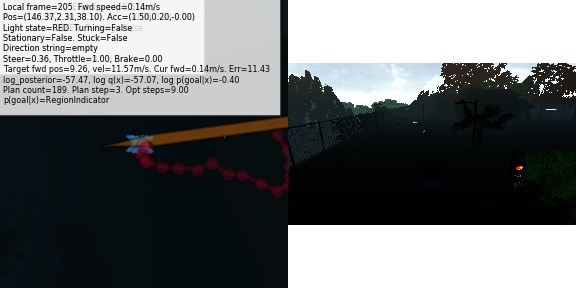 Local frame=205: Fwd speed=0.14m/s
Pos=(146.37,2.31,38.10). Acc=(1.50,0.20,-0.00)
Light state=RED. Turning=False
Stationary=False. Stuck=False
Direction string=empty
Steer=0.36, Throttle=1.00, Brake=0.00
Target fwd pos=9.26, vel=11.57m/s. Cur fwd=0.14m/s. Err=11.43
log_posterior=-57.47, log q(x)=-57.07, log p(goal|x)=-0.40
Plan count=189. Plan step=3. Opt steps=9.00
p(goal|x)=RegionIndicator